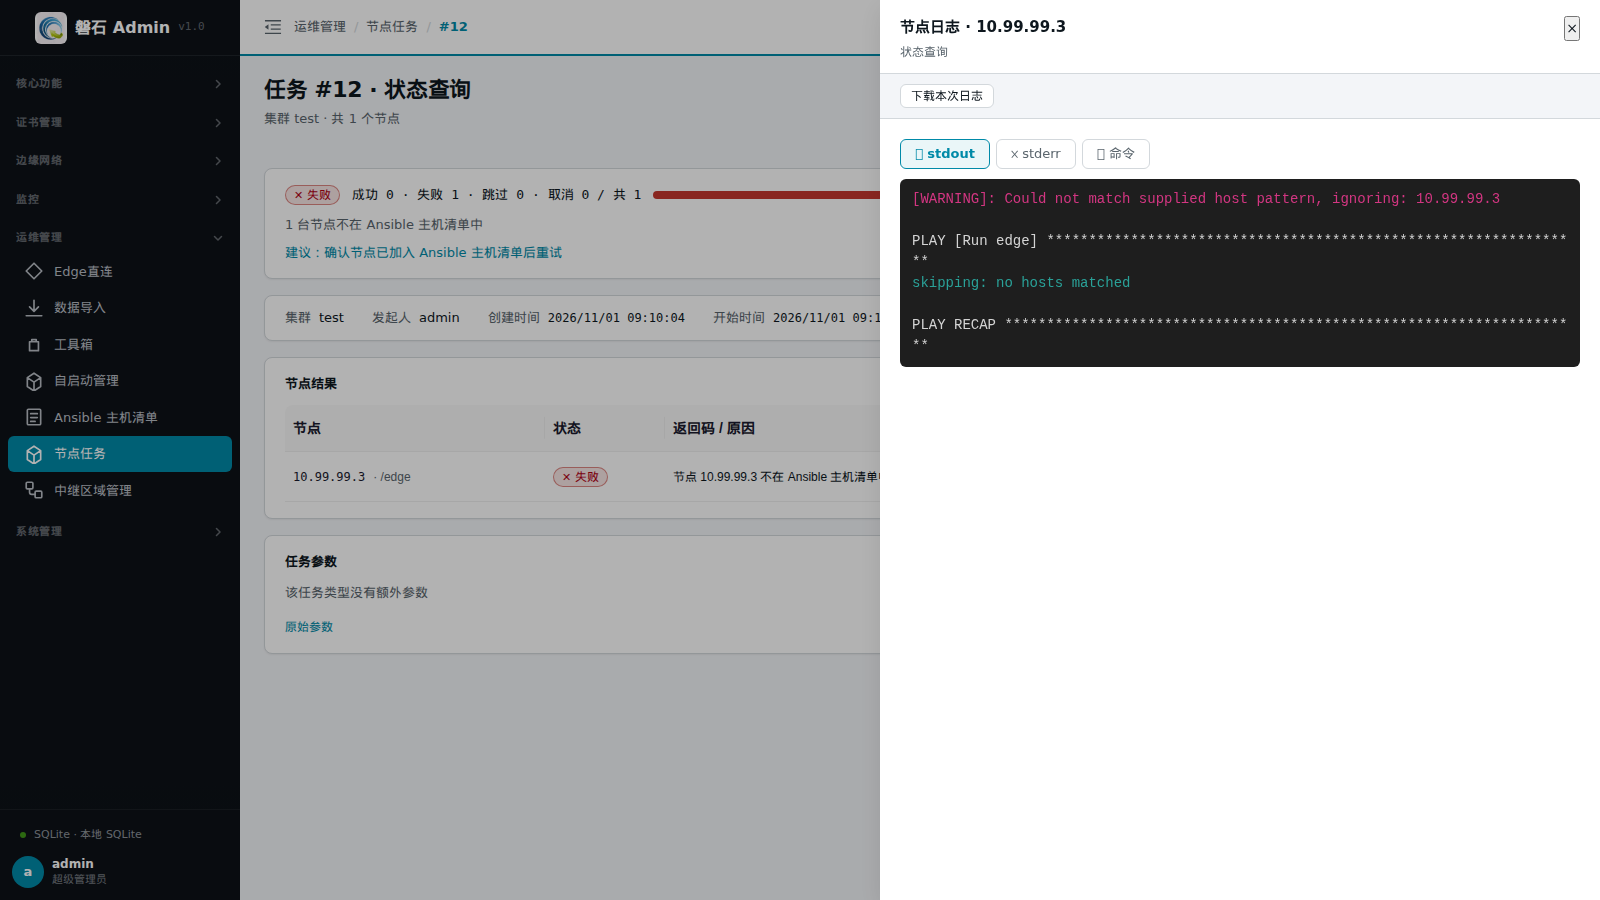 磐石 Admin v1.0
核心功能
证书管理
边缘网络
监控
运维管理
Edge直连
数据导入
工具箱
自启动管理
Ansible 主机清单
节点任务
中继区域管理
系统管理
SQLite · 本地 SQLite
a
admin
超级管理员
运维管理 / 节点任务 / #12
任务 #12 · 状态查询
集群 test · 共 1 个节点
× 失败 成功 0 · 失败 1 · 跳过 0 · 取消 0 / 共 1
1 台节点不在 Ansible 主机清单中
建议：确认节点已加入 Ansible 主机清单后重试
集群 test 发起人 admin 创建时间 2026/11/01 09:10:04 开始时间 2026/11/01 09:1
节点结果
节点 状态 返回码 / 原因
10.99.99.3 · /edge × 失败 节点 10.99.99.3 不在 Ansible 主机清单
任务参数
该任务类型没有额外参数
原始参数
节点日志 · 10.99.99.3
×
状态查询
下载本次日志
stdout × stderr 命令
[WARNING]: Could not match supplied host pattern, ignoring: 10.99.99.3
PLAY [Run edge] **************************************************************
**
skipping: no hosts matched
PLAY RECAP *******************************************************************
**